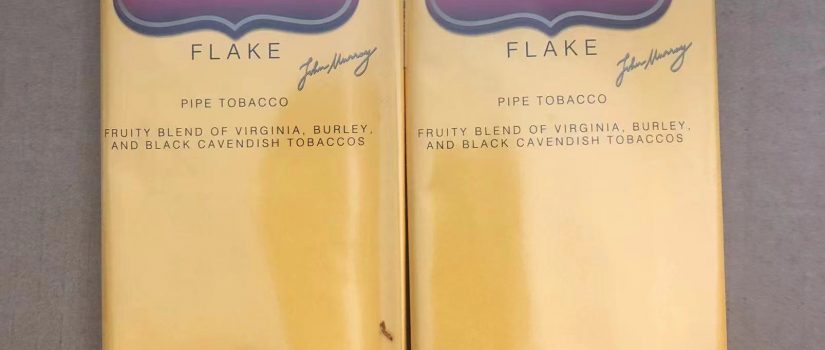 FLAKE
John Murray
PIPE TOBACCO
FRUITY BLEND OF VIRGINIA, BURLEY,
AND BLACK CAVENDISH TOBACCOS
FLAKE
John Murray
PIPE TOBACCO
FRUITY BLEND OF VIRGINIA, BURLEY,
AND BLACK CAVENDISH TOBACCOS